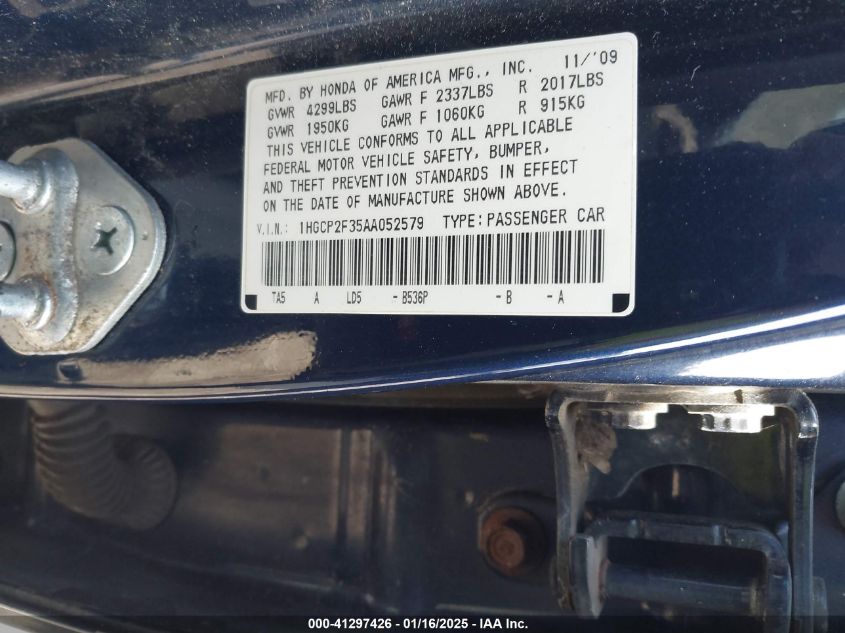 MFD. BY HONDA OF AMERICA MFG., INC. 11/'09
GVWR 4299LBS GAWR F 2337LBS R 2017LBS
GVWR 1950KG GAWR F 1060KG R 915KG
THIS VEHICLE CONFORMS TO ALL APPLICABLE
FEDERAL MOTOR VEHICLE SAFETY, BUMPER,
AND THEFT PREVENTION STANDARDS IN EFFECT
ON THE DATE OF MANUFACTURE SHOWN ABOVE.
V.I.N.: 1HGCP2F35AA052579 TYPE:PASSENGER CAR
TA5 A LD5 -B536P -B -A
000-41297426 - 01/16/2025 - IAA Inc.